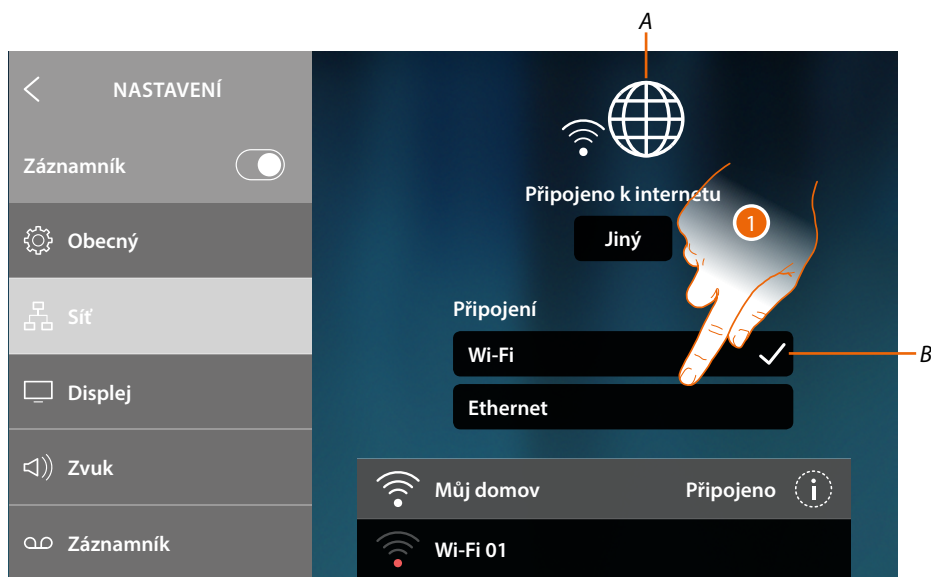 A
NASTAVENÍ
Záznamník
Obecný
Síť
Displej
Zvuk
Záznamník
Připojeno k internetu
Jiný
1
Připojení
Wi-Fi
B
Ethernet
Můj domov Připojeno i
Wi-Fi 01